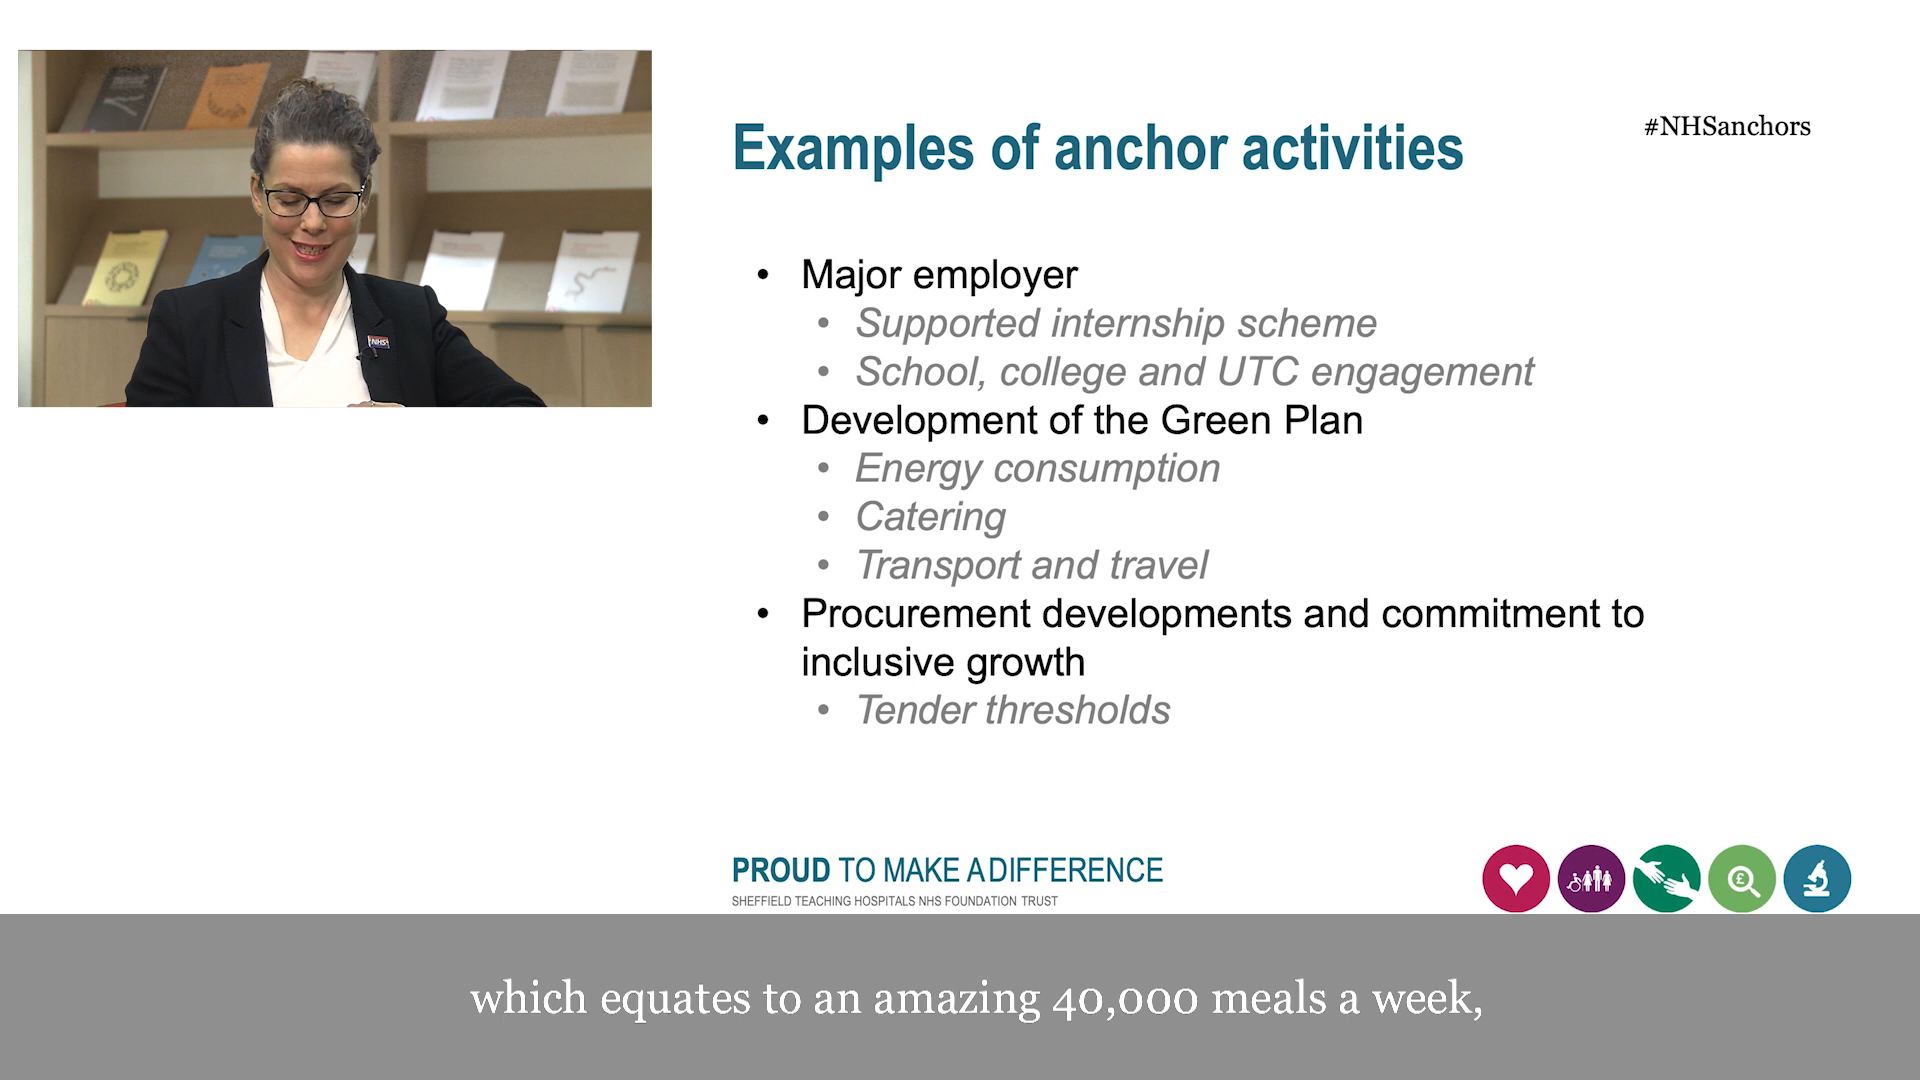 #NHSanchors
Examples of anchor activities
• Major employer
• Supported internship scheme
• School, college and UTC engagement
• Development of the Green Plan
• Energy consumption
• Catering
• Transport and travel
• Procurement developments and commitment to
inclusive growth
• Tender thresholds
NHS
PROUD TO MAKE A DIFFERENCE
SHEFFIELD TEACHING HOSPITALS NHS FOUNDATION TRUST
£
which equates to an amazing 40,000 meals a week,